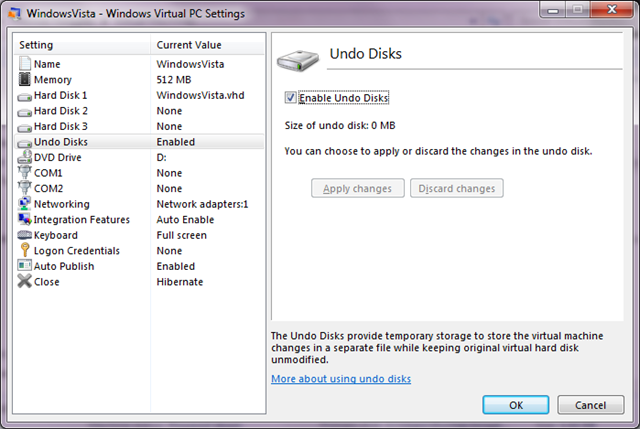 WindowsVista - Windows Virtual PC Settings
Setting Current Value
Name WindowsVista
Memory 512 MB
Hard Disk 1 WindowsVista.vhd
Hard Disk 2 None
Hard Disk 3 None
Undo Disks Enabled
DVD Drive D:
COM1 None
COM2 None
Networking Network adapters:1
Integration Features Auto Enable
Keyboard Full screen
Logon Credentials None
Auto Publish Enabled
Close Hibernate
Undo Disks
Enable Undo Disks
Size of undo disk: 0 MB
You can choose to apply or discard the changes in the undo disk.
Apply changes Discard changes
The Undo Disks provide temporary storage to store the virtual machine
changes in a separate file while keeping original virtual hard disk
unmodified.
More about using undo disks
OK Cancel